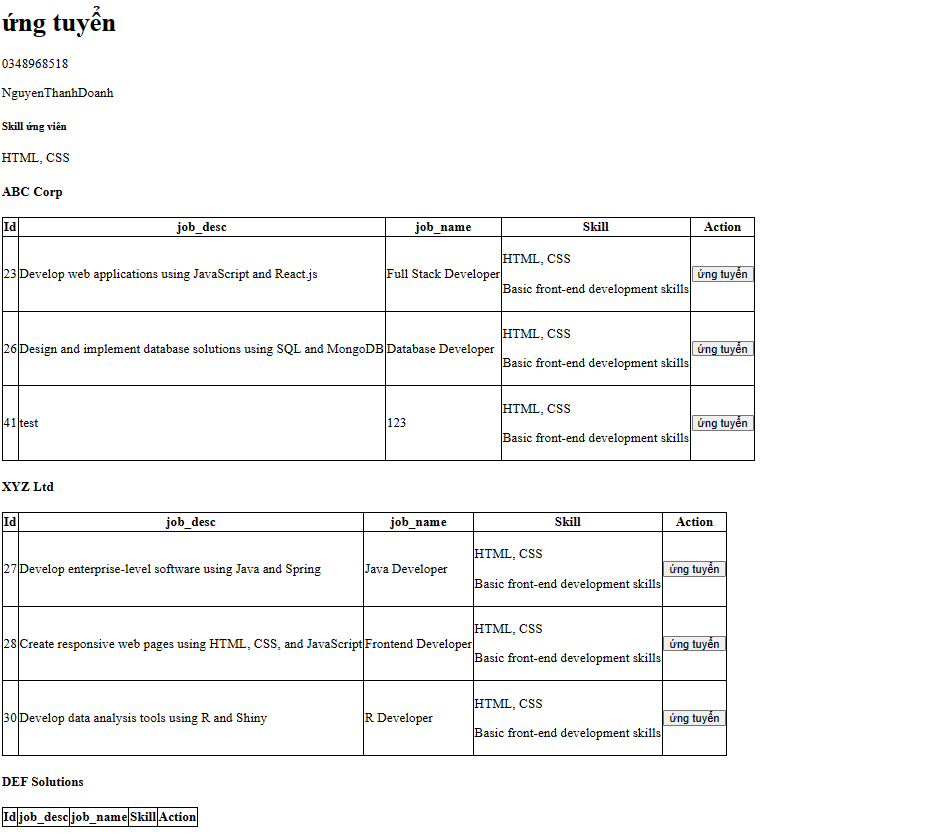 ứng tuyển
0348968518
NguyenThanhDoanh
Skill ứng viên
HTML, CSS
ABC Corp
Id job_desc job_name Skill Action
23 Develop web applications using JavaScript and React.js Full Stack Developer HTML, CSS
Basic front-end development skills ứng tuyển
26 Design and implement database solutions using SQL and MongoDB Database Developer HTML, CSS
Basic front-end development skills ứng tuyển
41 test 123 HTML, CSS
Basic front-end development skills ứng tuyển
XYZ Ltd
Id job_desc job_name Skill Action
27 Develop enterprise-level software using Java and Spring Java Developer HTML, CSS
Basic front-end development skills ứng tuyển
28 Create responsive web pages using HTML, CSS, and JavaScript Frontend Developer HTML, CSS
Basic front-end development skills ứng tuyển
30 Develop data analysis tools using R and Shiny R Developer HTML, CSS
Basic front-end development skills ứng tuyển
DEF Solutions
Id job_desc job_name Skill Action